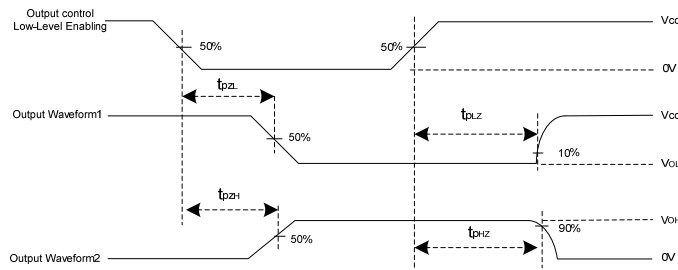 Output control
Low-Level Enabling
50%
50%
Vcc
0V
tPZL
Output Waveform1
50%
tPLZ
Vcc
10%
VOL
tPZH
Output Waveform2
50%
tPHZ
VOH
90%
0V